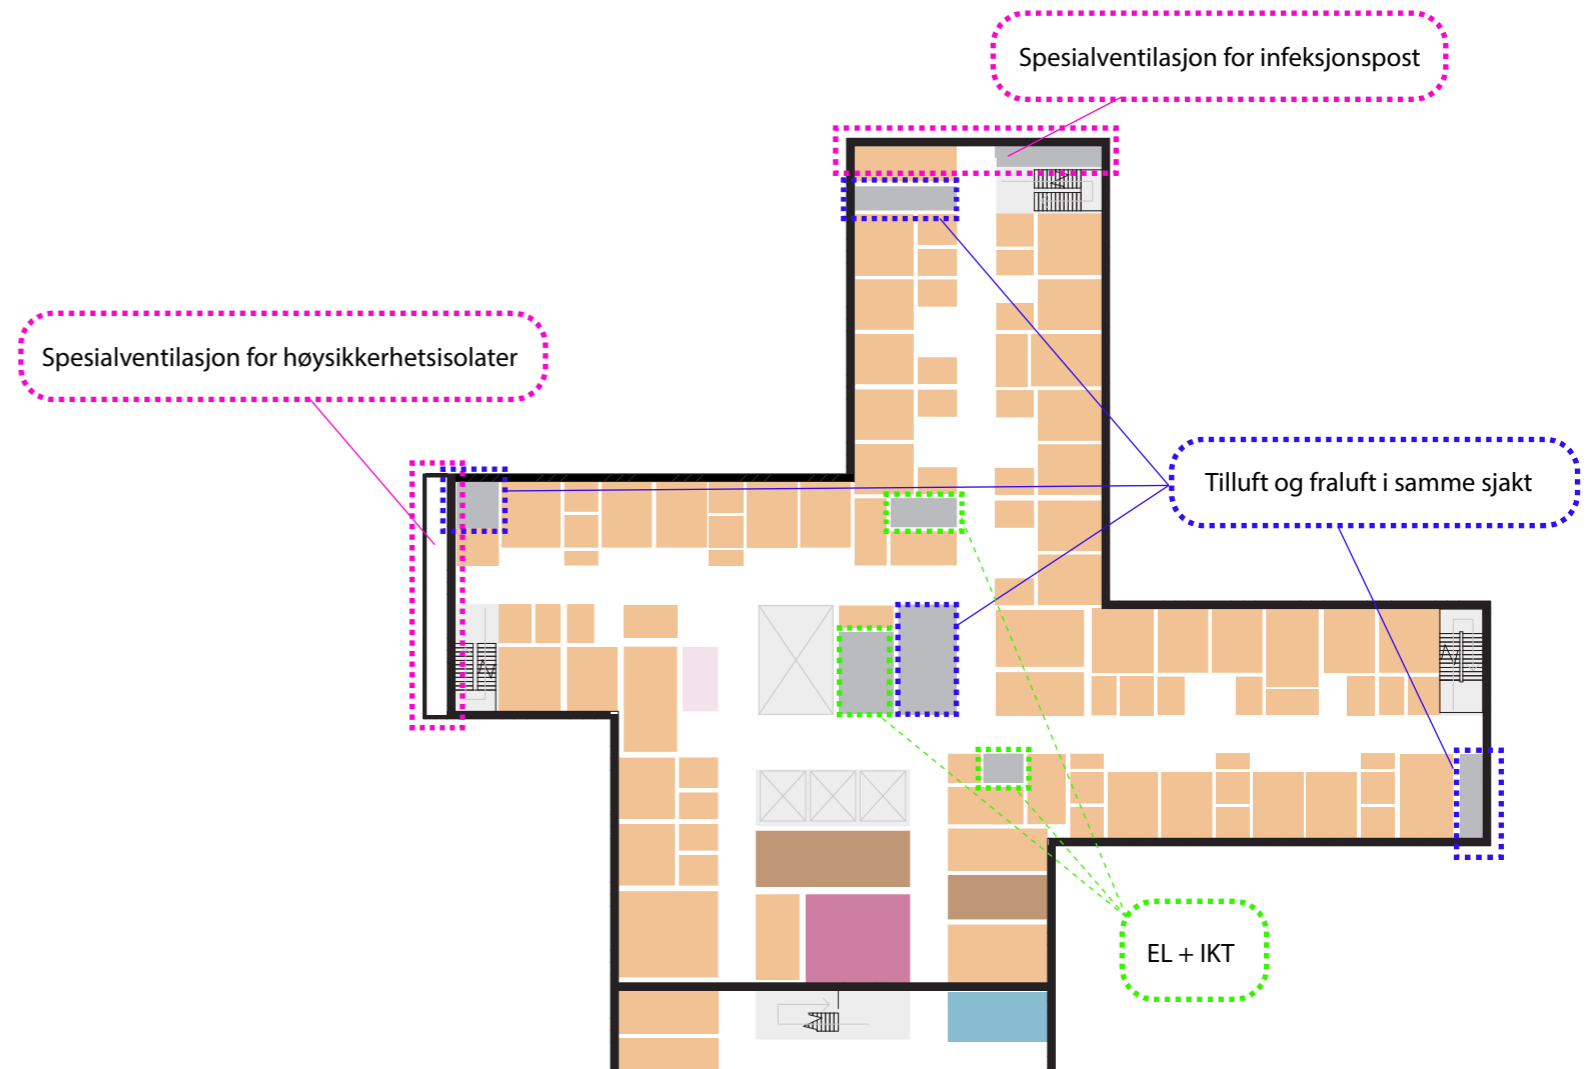 Spesialventilasjon for infeksjonspost
Spesialventilasjon for høysikkerhetsisolater
Tilluft og fraluft i samme sjakt
EL + IKT